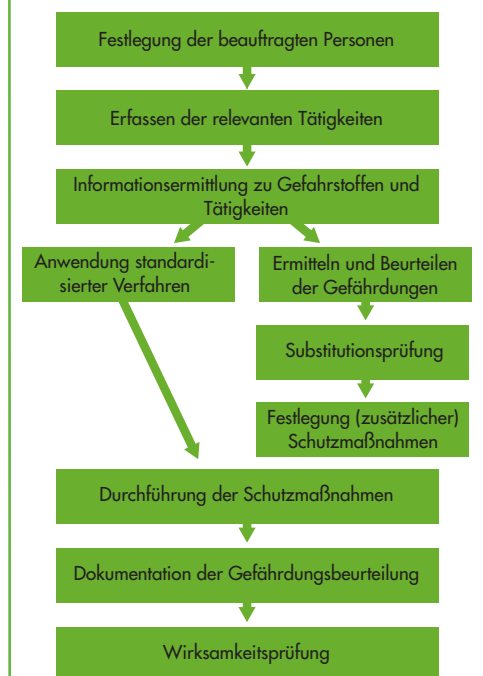 Festlegung der beauftragten Personen
Erfassen der relevanten Tätigkeiten
Informationsermittlung zu Gefahrstoffen und
Tätigkeiten
Anwendung standardi-
sierter Verfahren
Ermitteln und Beurteilen
der Gefährdungen
Substitutionsprüfung
Festlegung (zusätzlicher)
Schutzmaßnahmen
Durchführung der Schutzmaßnahmen
Dokumentation der Gefährdungsbeurteilung
Wirksamkeitsprüfung